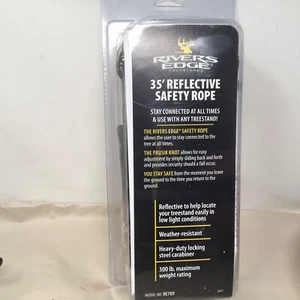 RIVERS
EDGE
TREESTANDS
35' REFLECTIVE
SAFETY ROPE
STAY CONNECTED AT ALL TIMES
& USE WITH ANY TREESTAND!
THE RIVERS EDGE® SAFETY ROPE
allows the user to stay connected to the
tree at all times.
THE PRUSIK KNOT allows for easy
adjustment by simply sliding back and forth
and provides security should a fall occur.
YOU STAY SAFE from the moment you leave
the ground to the time you return to the
ground.
Reflective to help locate
your treestand easily in
low light conditions
Weather-resistant
Heavy-duty locking
steel carabiner
300 lb. maximum
weight rating
MODEL NO. RE789